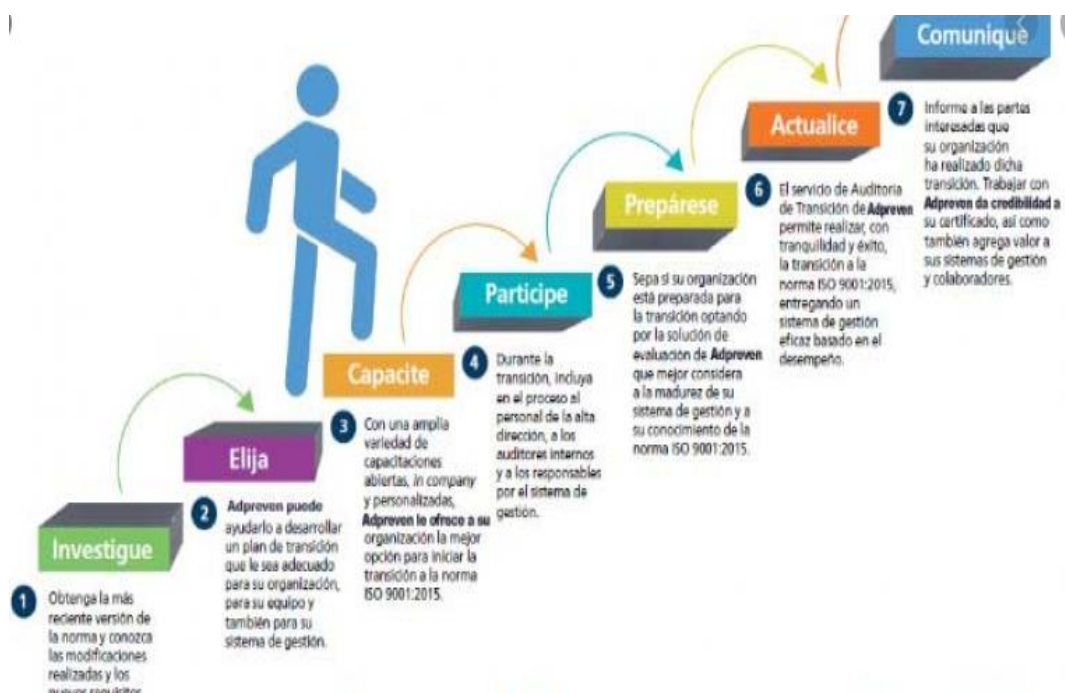 Investigue
1
Obtenga la más
reciente versión de
la norma y conozca
las modificaciones
realizadas y los
nuevos requisitos
Elija
2
Adpreven puede
ayudarlo a desarrollar
un plan de transición
que le sea adecuado
para su organización,
para su equipo y
también para su
sistema de gestión.
Capacite
3
Con una amplia
variedad de
capacitaciones
abiertas, in company
y personalizadas,
Adpreven le ofrece a su
organización la mejor
opción para iniciar la
transición a la norma
ISO 9001:2015.
Participe
4
Durante la
transición, incluya
en el proceso al
personal de la alta
dirección, a los
auditores internos
y a los responsables
por el sistema de
gestión.
Prepárese
5
Sepa si su organización
está preparada para
la transición optando
por la solución de
evaluación de Adpreven
que mejor considera
a la madurez de su
sistema de gestión y a
su conocimiento de la
norma ISO 9001:2015.
Actualice
6
El servicio de Auditoria
de Transición de Adpreven
permite realizar, con
tranquilidad y éxito,
la transición a la
norma ISO 9001:2015,
entregando un
sistema de gestión
eficaz basado en el
desempeño.
Comunique
7
Informe a las partes
interesadas que
su organización
ha realizado dicha
transición. Trabajar con
Adpreven da credibilidad a
su certificado, así como
también agrega valor a
sus sistemas de gestión
y colaboradores.